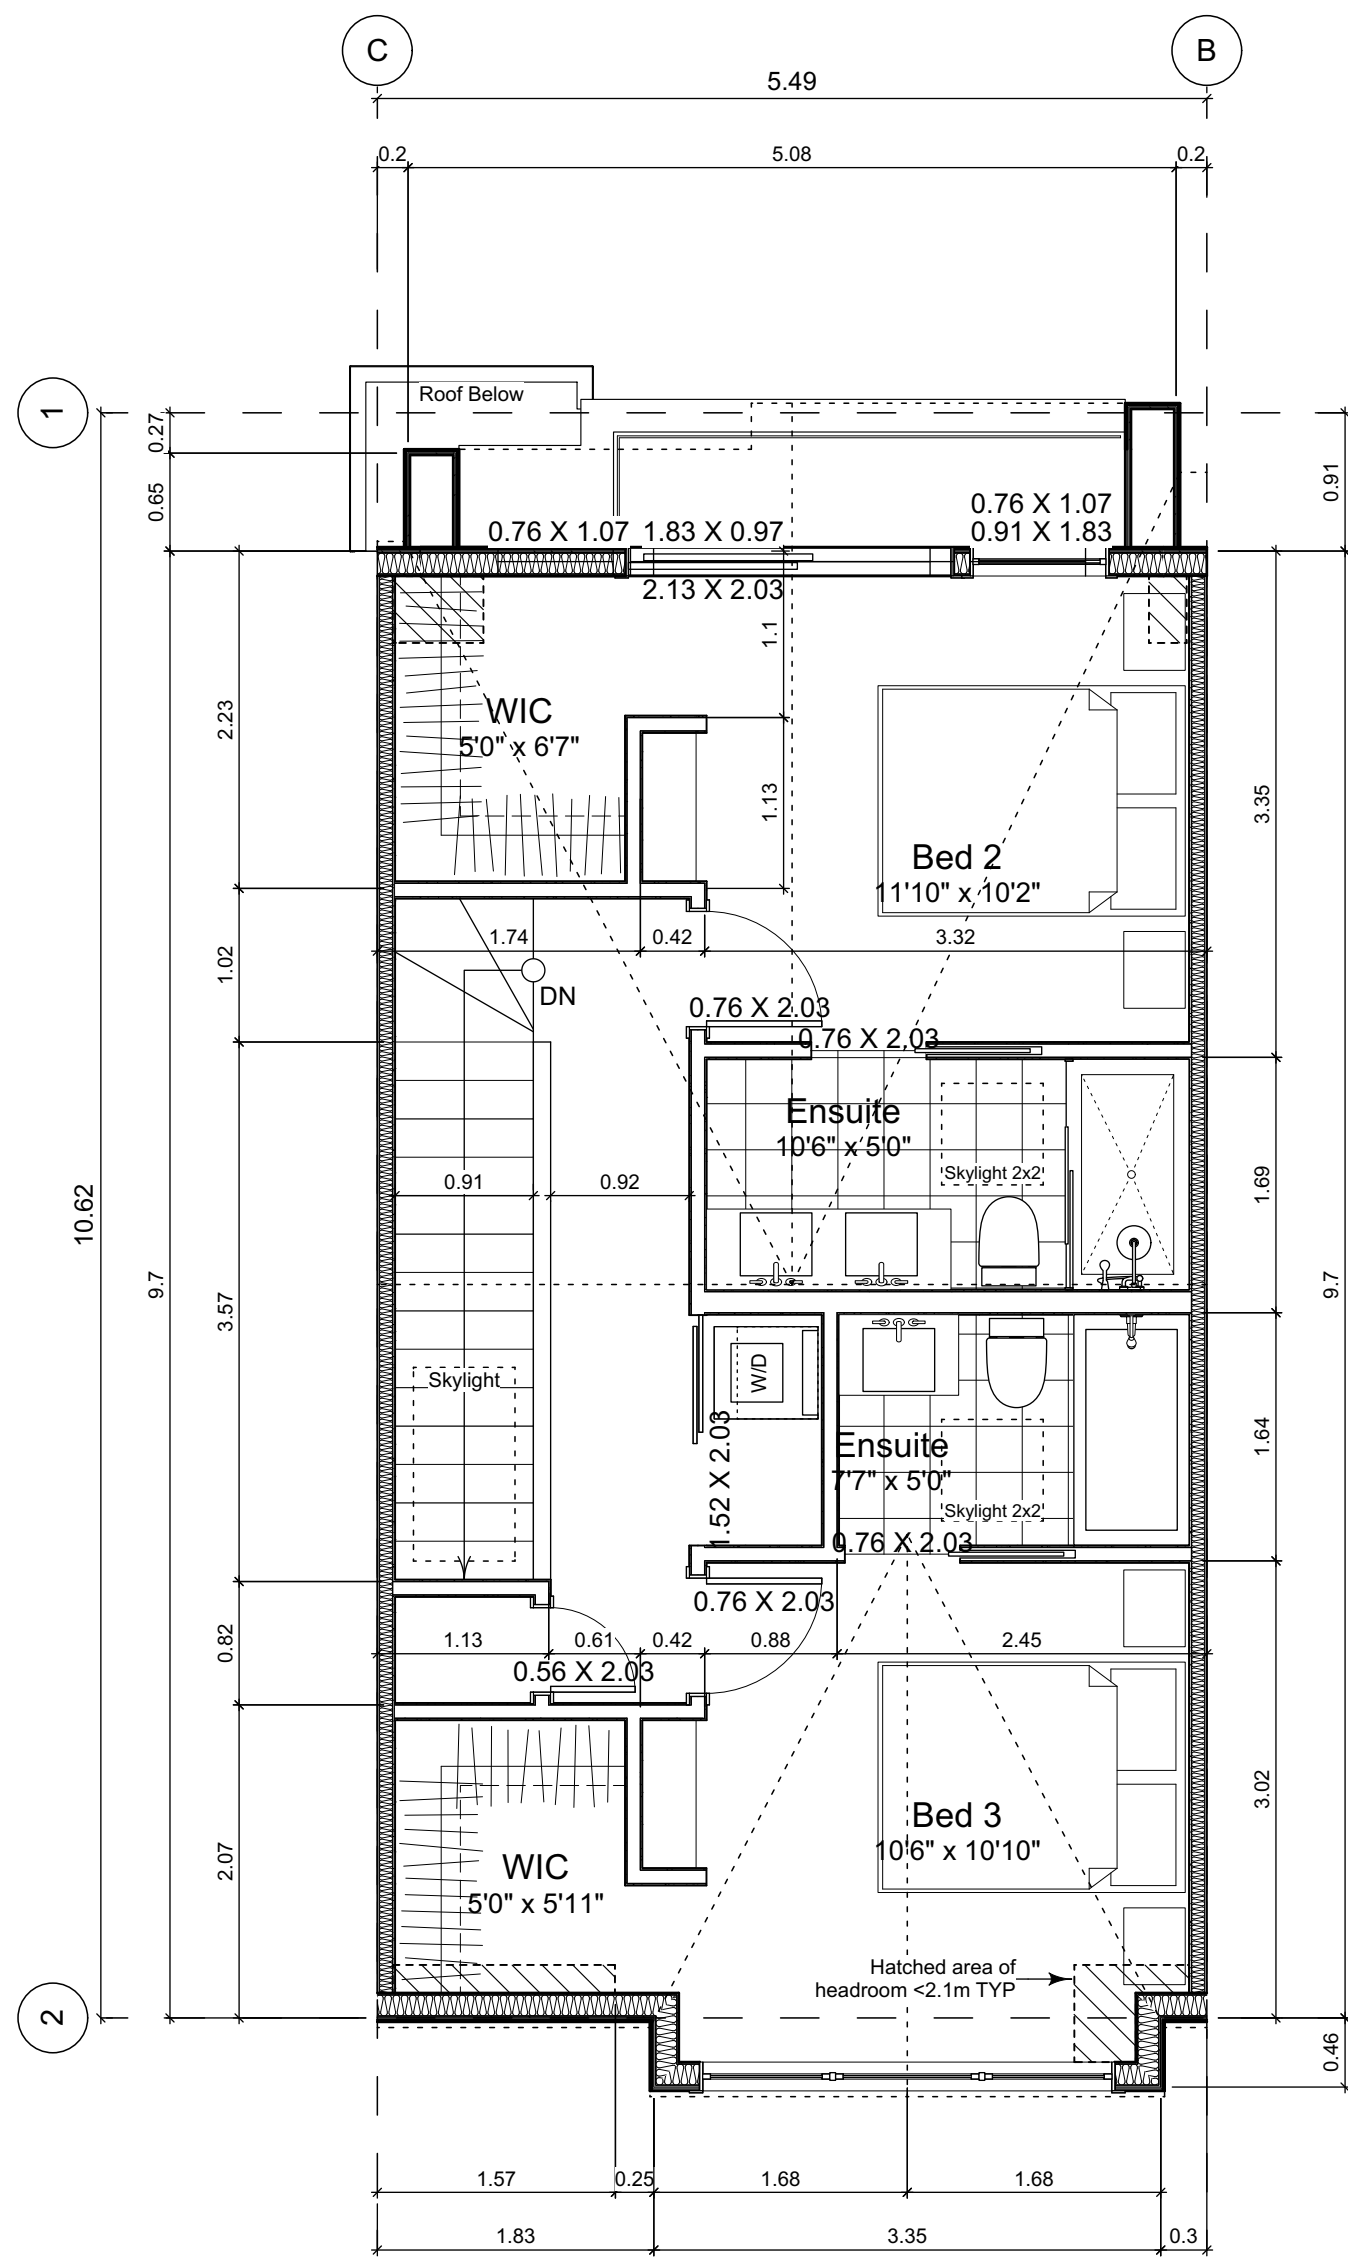 C
B
5.49
0.2
5.08
0.2
Roof Below
1
0.27
0.65
0.91
0.76 X 1.07
0.91 X 1.83
0.76 X 1.07
1.83 X 0.97
2.13 X 2.03
1.1
2.23
WIC
5'0" x 6'7"
1.13
3.35
Bed 2
11'10" x 10'2"
1.74
0.42
3.32
1.02
DN
0.76 X 2.03
0.76 X 2.03
Ensuite
10'6" x 5'0"
Skylight 2x2
0.91
0.92
1.69
10.62
9.7
3.57
9.7
Skylight
W/D
1.52 X 2.03
Ensuite
7'7" x 5'0"
Skylight 2x2
1.64
0.76 X 2.03
0.76 X 2.03
0.82
1.13
0.61
0.42
0.88
2.45
0.56 X 2.03
Bed 3
10'6" x 10'10"
3.02
2.07
WIC
5'0" x 5'11"
Hatched area of
headroom <2.1m TYP
2
0.46
1.57
0.25
1.68
1.68
1.83
3.35
0.3